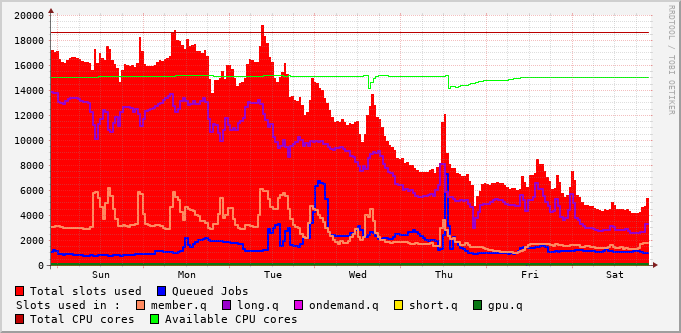 20000
18000
16000
14000
12000
10000
8000
6000
4000
2000
0
Sun Mon Tue Wed Thu Fri Sat
RRDTOOL / TOBI OETIKER
Total slots used Queued Jobs
Slots used in : member.q long.q ondemand.q short.q gpu.q
Total CPU cores Available CPU cores